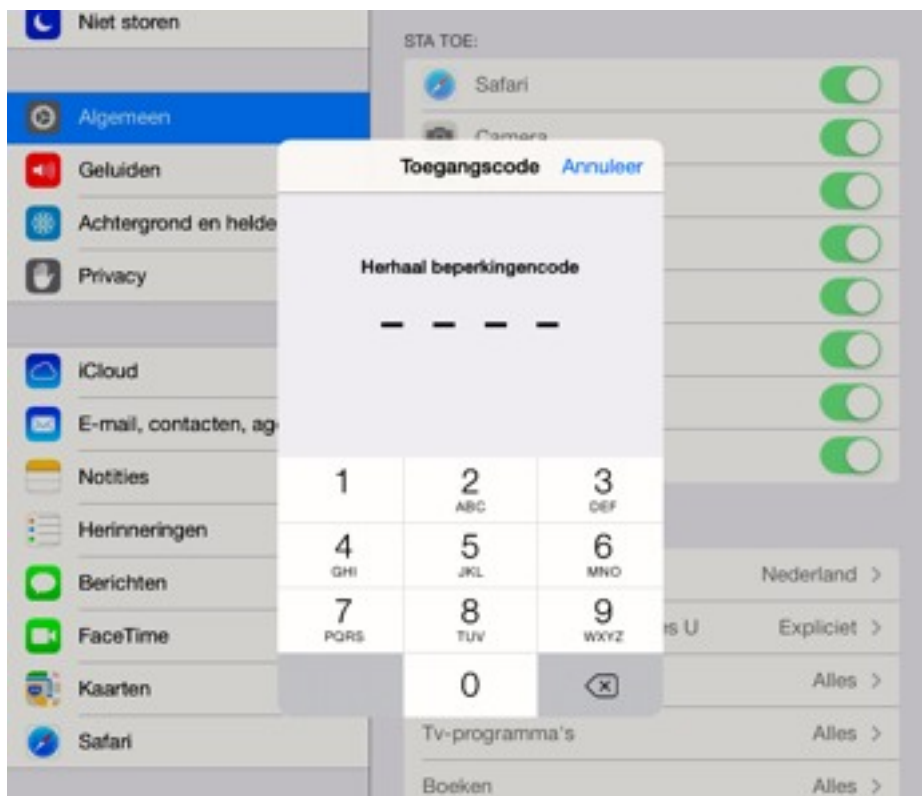 Niet storen
STA TOE:
Safari
Algemeen
Camera
Toegangscode Annuleer
Geluiden
Achtergrond en helde
Herhaal beperkingencode
Privacy
iCloud
E-mail, contacten, ag
Notities
1 2 3
ABC DEF
Herinneringen
4 5 6
GHI JKL MNO
Berichten
Nederland >
7 8 9
PQRS TUV WXYZ
FaceTime
es U Expliciet >
Kaarten
0
Alles >
Safari
Tv-programma's Alles >
Boeken Alles >